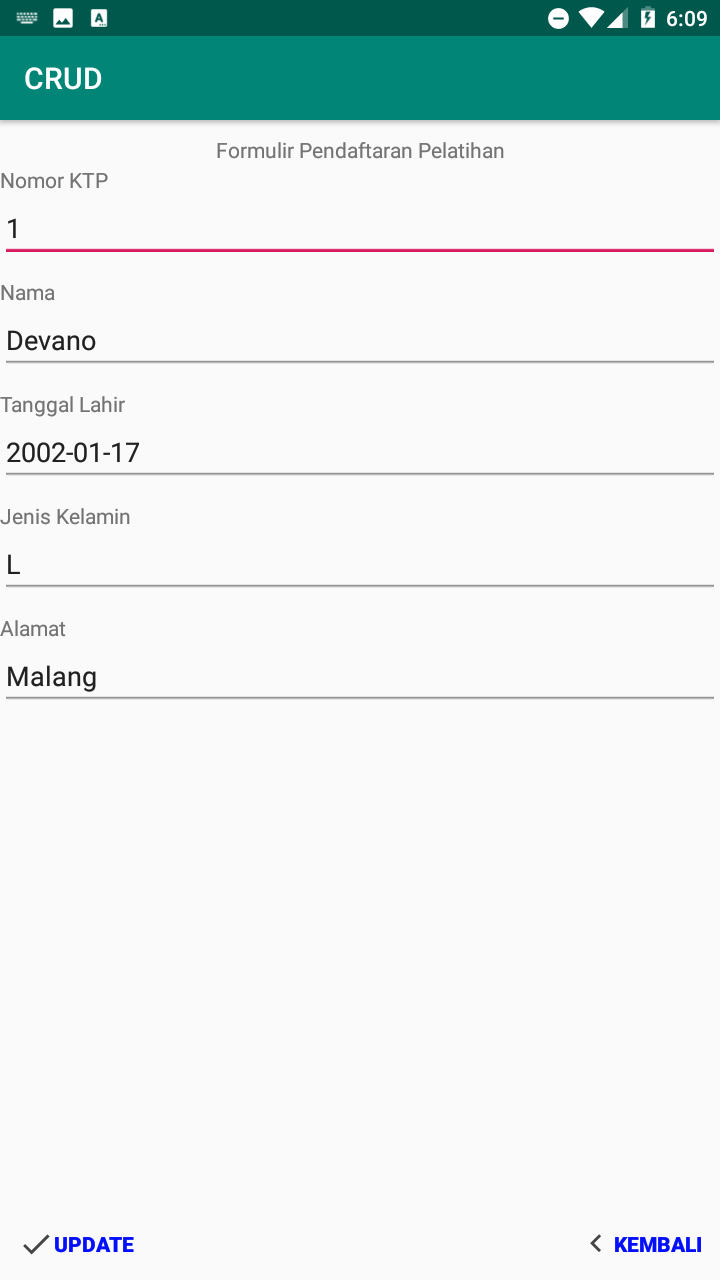 6:09
CRUD
Formulir Pendaftaran Pelatihan
Nomor KTP
1
Nama
Devano
Tanggal Lahir
2002-01-17
Jenis Kelamin
L
Alamat
Malang
UPDATE
KEMBALI